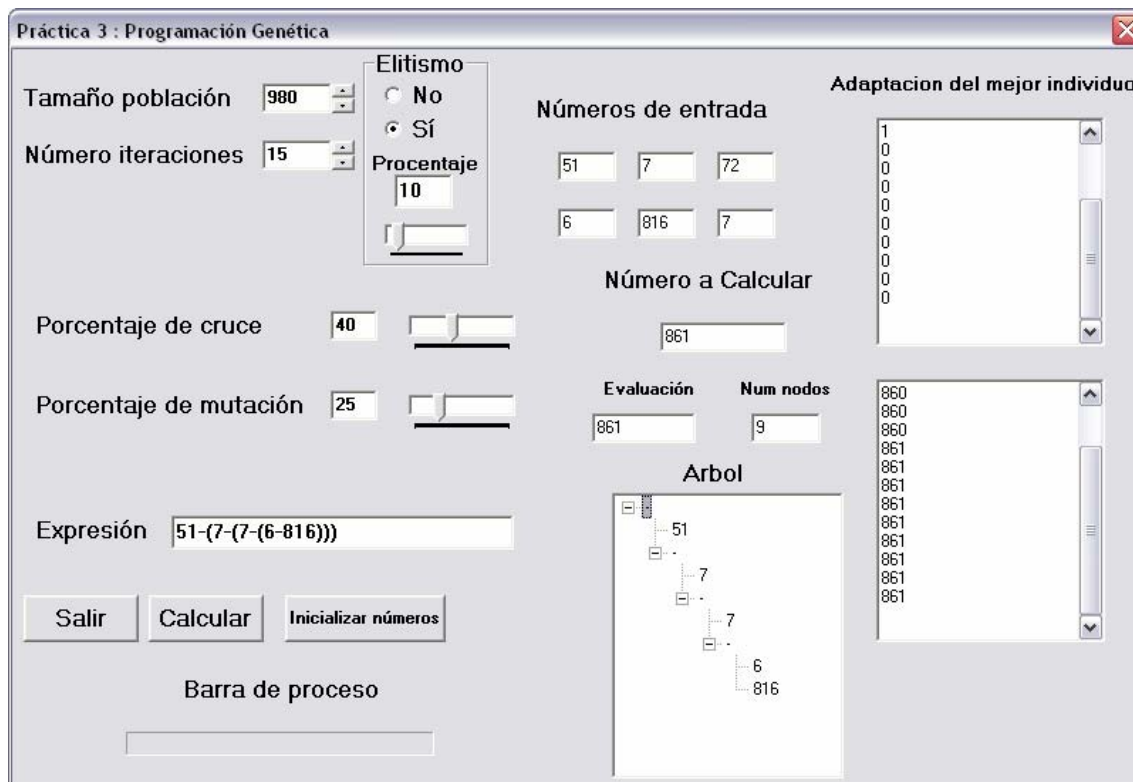 Práctica 3 : Programación Genética
Tamaño población
980
Número iteraciones
15
Elitismo
No
Sí
Procentaje
10
Porcentaje de cruce
40
Porcentaje de mutación
25
Expresión
51-(7-(7-(6-816)))
Salir
Calcular
Inicializar números
Barra de proceso
Números de entrada
51 7 72
6 816 7
Número a Calcular
861
Evaluación
861
Num nodos
9
Arbol
-
51
-
7
-
7
-
6
816
Adaptacion del mejor individuo
1
0
0
0
0
0
0
0
0
0
860
860
860
861
861
861
861
861
861
861
861
861